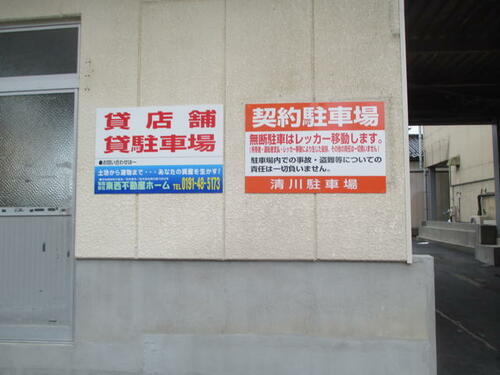 貸店舗
貸駐車場
●お問い合わせは〜
土地から建物まで・・・あなたの資産を生かす!
東西不動産ホーム TEL 0191-48-3173
契約駐車場
無断駐車はレッカー移動します。
駐車場内での事故・盗難等についての
責任は一切負いません。
清川駐車場